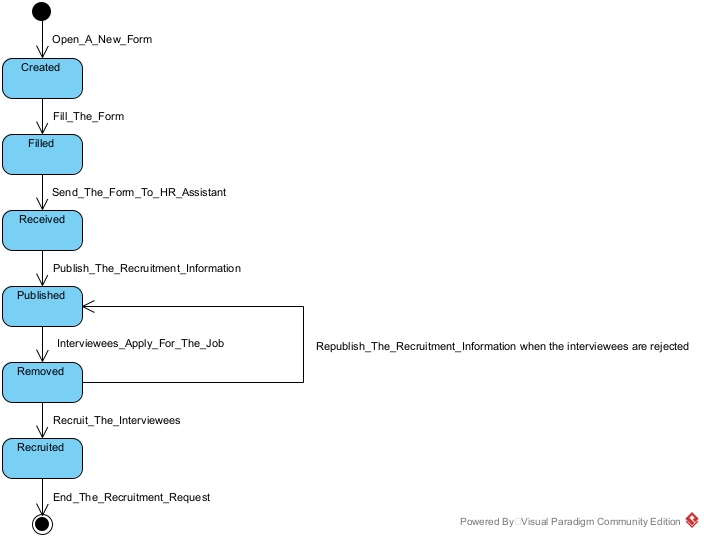 Open_A_New_Form
Created
Fill_The_Form
Filled
Send_The_Form_To_HR_Assistant
Received
Publish_The_Recruitment_Information
Published
Interviewees_Apply_For_The_Job
Republish_The_Recruitment_Information when the interviewees are rejected
Removed
Recruit_The_Interviewees
Recruited
End_The_Recruitment_Request
Powered By Visual Paradigm Community Edition